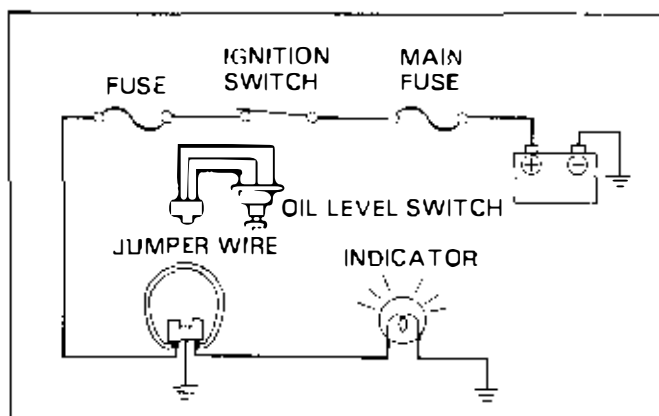 FUSE
IGNITION
SWITCH
MAIN
FUSE
+ −
OIL LEVEL SWITCH
JUMPER WIRE
INDICATOR